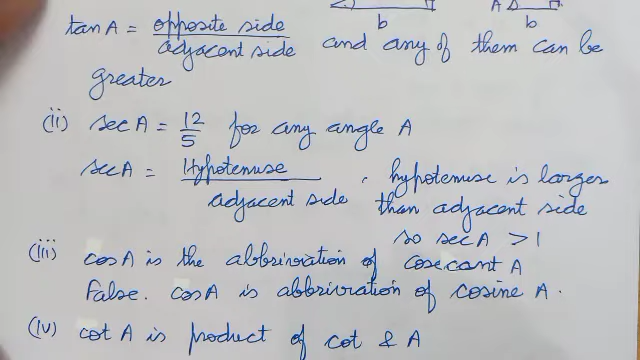 b A b
tan A = opposite side / adjacent side and any of them can be
greater
(ii) sec A = 12/5 for any angle A
sec A = Hypotenuse / adjacent side , hypotenuse is larger
than adjacent side
so sec A > 1
(iii) cos A is the abbriviation of cosecant A
False. cos A is abbriviation of cosine A.
(iv) cot A is product of cot & A